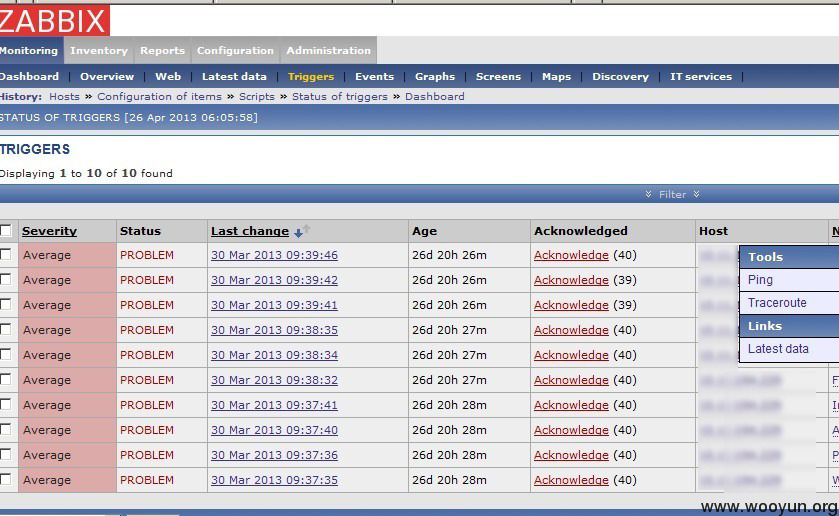 ZABBIX
Monitoring Inventory Reports Configuration Administration
Dashboard Overview Web Latest data Triggers Events Graphs Screens Maps Discovery IT services
History: Hosts » Configuration of items » Scripts » Status of triggers » Dashboard
STATUS OF TRIGGERS [26 Apr 2013 06:05:58]
TRIGGERS
Displaying 1 to 10 of 10 found
Filter
Severity Status Last change Age Acknowledged Host N
Average PROBLEM 30 Mar 2013 09:39:46 26d 20h 26m Acknowledge (40)
Tools
Average PROBLEM 30 Mar 2013 09:39:42 26d 20h 26m Acknowledge (39)
Ping
Average PROBLEM 30 Mar 2013 09:39:41 26d 20h 26m Acknowledge (39)
Traceroute
Average PROBLEM 30 Mar 2013 09:38:35 26d 20h 27m Acknowledge (40)
Links
Average PROBLEM 30 Mar 2013 09:38:34 26d 20h 27m Acknowledge (40)
Latest data
Average PROBLEM 30 Mar 2013 09:38:32 26d 20h 27m Acknowledge (40)
Average PROBLEM 30 Mar 2013 09:37:41 26d 20h 28m Acknowledge (40)
Average PROBLEM 30 Mar 2013 09:37:40 26d 20h 28m Acknowledge (40)
Average PROBLEM 30 Mar 2013 09:37:36 26d 20h 28m Acknowledge (40)
Average PROBLEM 30 Mar 2013 09:37:35 26d 20h 28m Acknowledge (40)
www.wooyun.org